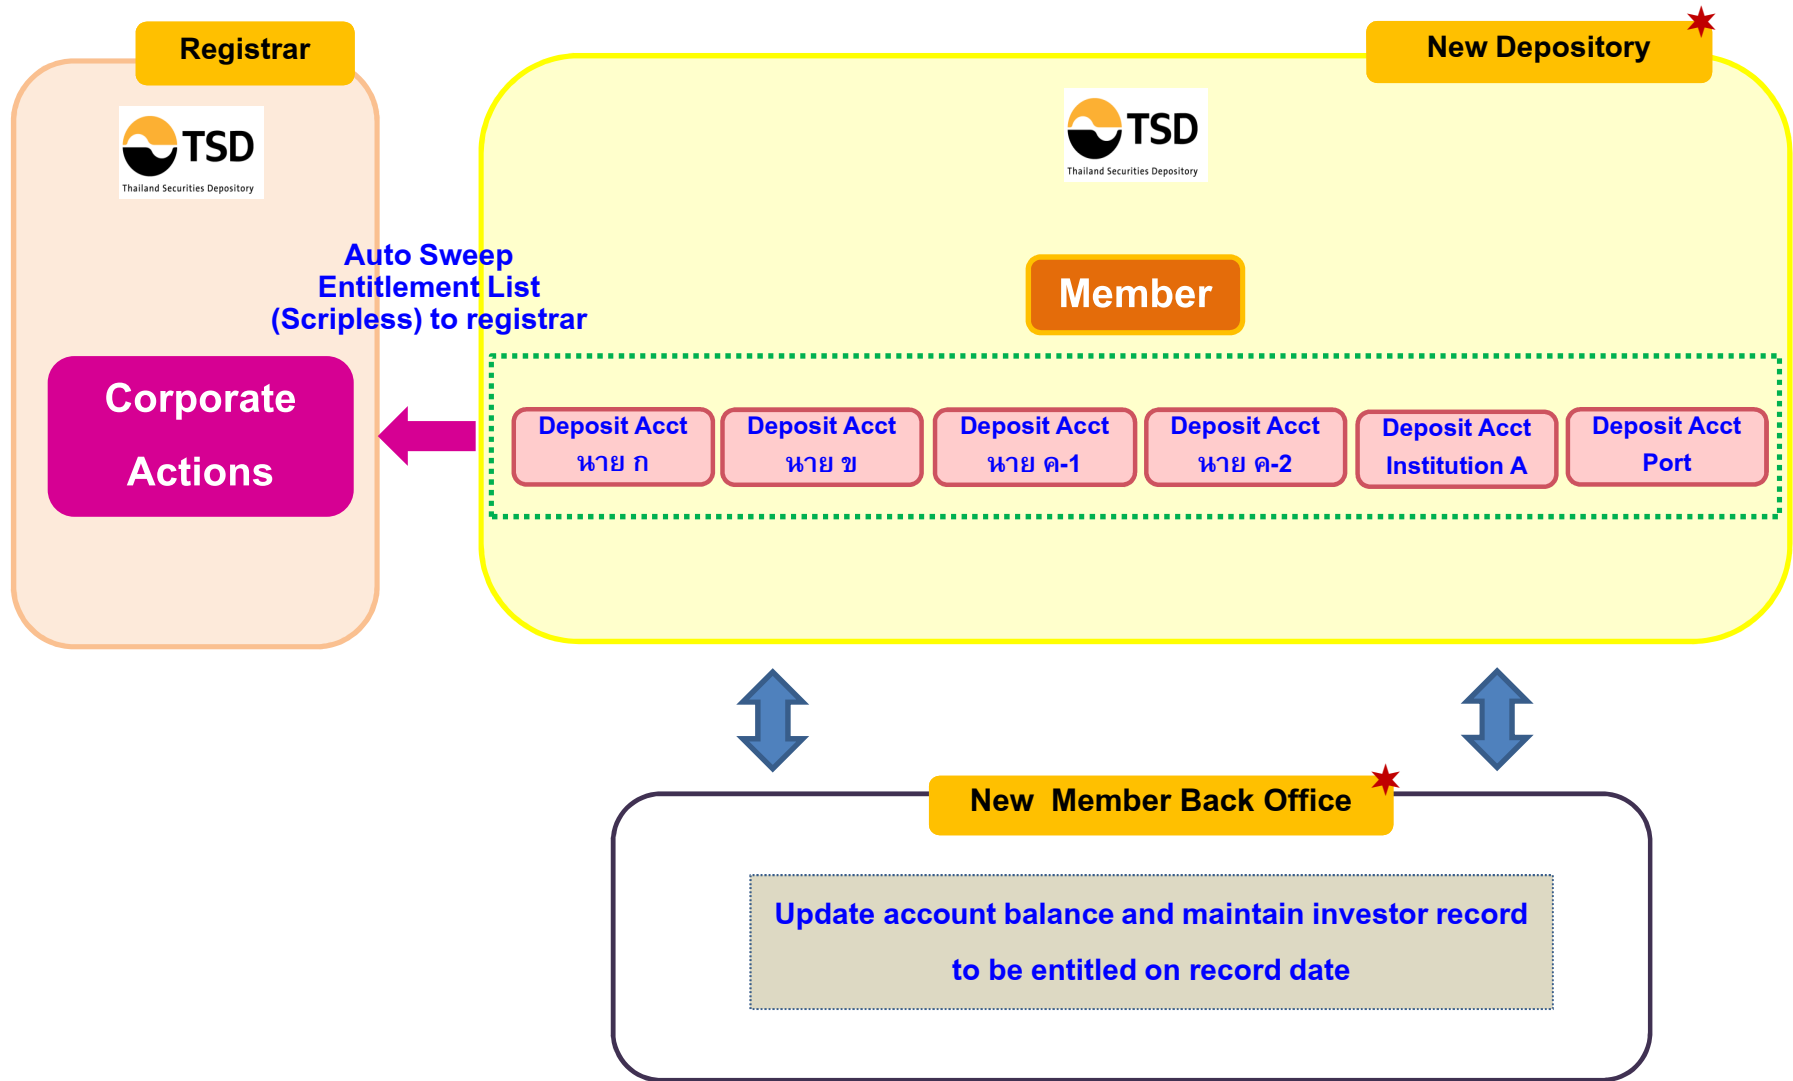 Registrar
New Depository
TSD
Thailand Securities Depository
TSD
Thailand Securities Depository
Auto Sweep
Entitlement List
(Scripless) to registrar
Member
Corporate
Actions
Deposit Acct
นาย ก
Deposit Acct
นาย ข
Deposit Acct
นาย ค-1
Deposit Acct
นาย ค-2
Deposit Acct
Institution A
Deposit Acct
Port
New Member Back Office
Update account balance and maintain investor record
to be entitled on record date